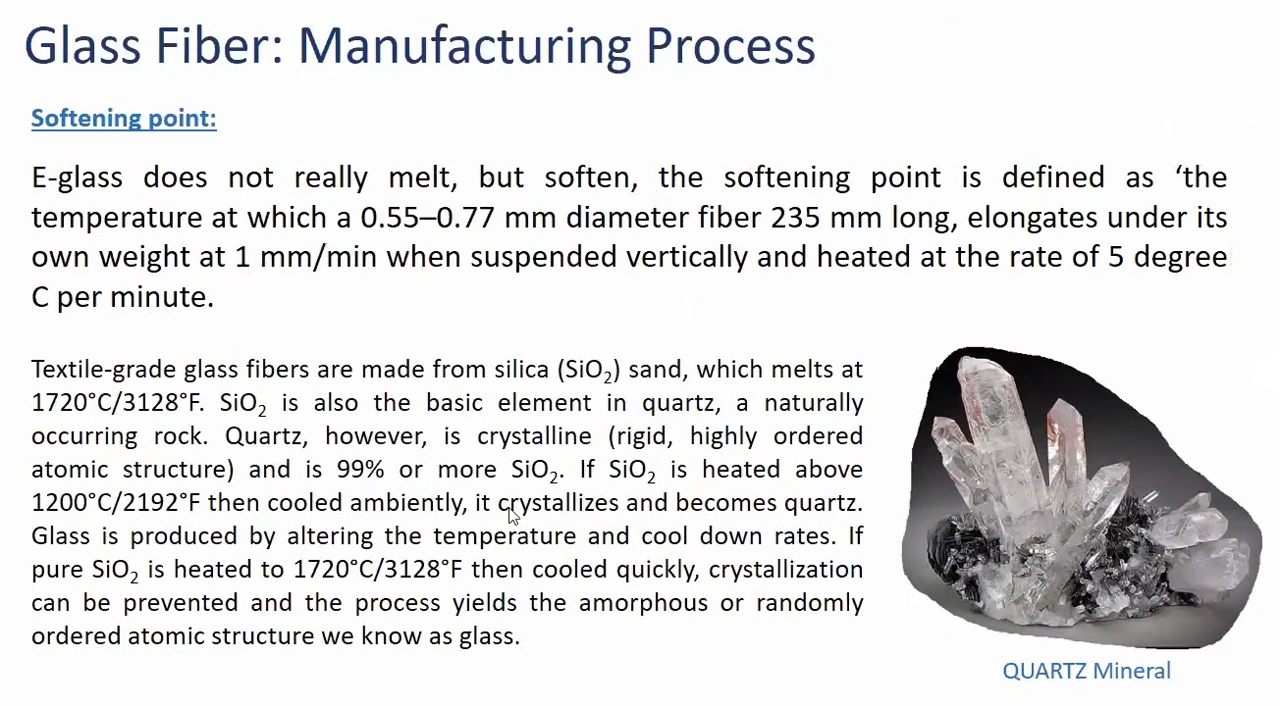 Glass Fiber: Manufacturing Process
Softening point:
E-glass does not really melt, but soften, the softening point is defined as ‘the
temperature at which a 0.55–0.77 mm diameter fiber 235 mm long, elongates under its
own weight at 1 mm/min when suspended vertically and heated at the rate of 5 degree
C per minute.
Textile-grade glass fibers are made from silica (SiO₂) sand, which melts at
1720°C/3128°F. SiO₂ is also the basic element in quartz, a naturally
occurring rock. Quartz, however, is crystalline (rigid, highly ordered
atomic structure) and is 99% or more SiO₂. If SiO₂ is heated above
1200°C/2192°F then cooled ambiently, it crystallizes and becomes quartz.
Glass is produced by altering the temperature and cool down rates. If
pure SiO₂ is heated to 1720°C/3128°F then cooled quickly, crystallization
can be prevented and the process yields the amorphous or randomly
ordered atomic structure we know as glass.
QUARTZ Mineral